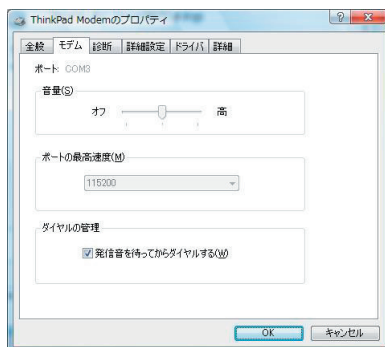 ThinkPad Modemのプロパティ
全般 モデム 診断 詳細設定 ドライバ 詳細
ポート: COM3
音量(S)
オフ 高
ポートの最高速度(M)
115200
ダイヤルの管理
発信音を待ってからダイヤルする(W)
OK キャンセル